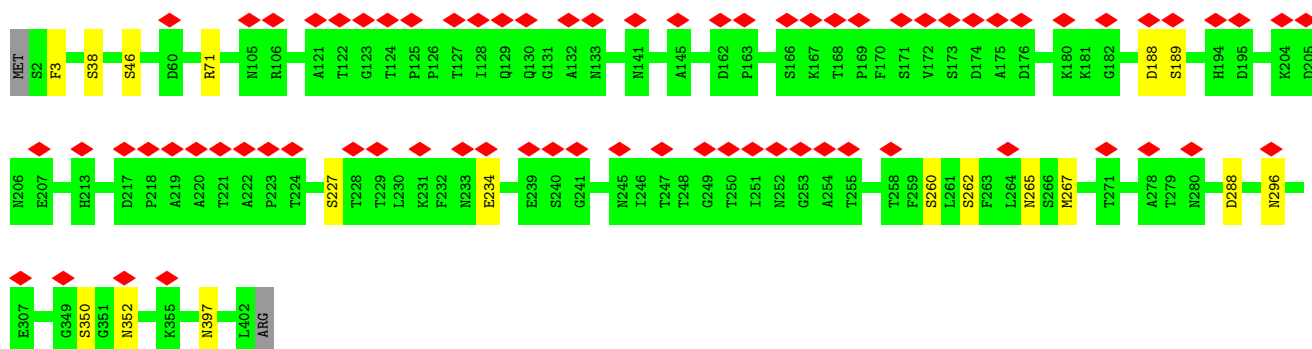 MET S2 F3 S38 S46 D60 R71 N105 R106 A121 T122 G123 T124 P125 P126 T127 I128 Q129 Q130 G131 A132 N133 N141 A145 D162 P163 S166 K167 T168 P169 F170 S171 V172 S173 D174 A175 D176 K180 K181 G182 D188 S189 H194 D195 K204 D205
N206 E207 H213 D217 P218 A219 A220 T221 A222 P223 T224 S227 T228 T229 L230 K231 F232 N233 E234 E239 S240 G241 N245 I246 T247 T248 G249 T250 I251 N252 G253 A254 T255 T258 F259 S260 L261 S262 F263 L264 N265 S266 M267 T271 A278 T279 N280 D288 N296
E307 G349 S350 G351 N352 K355 N397 L402 ARG